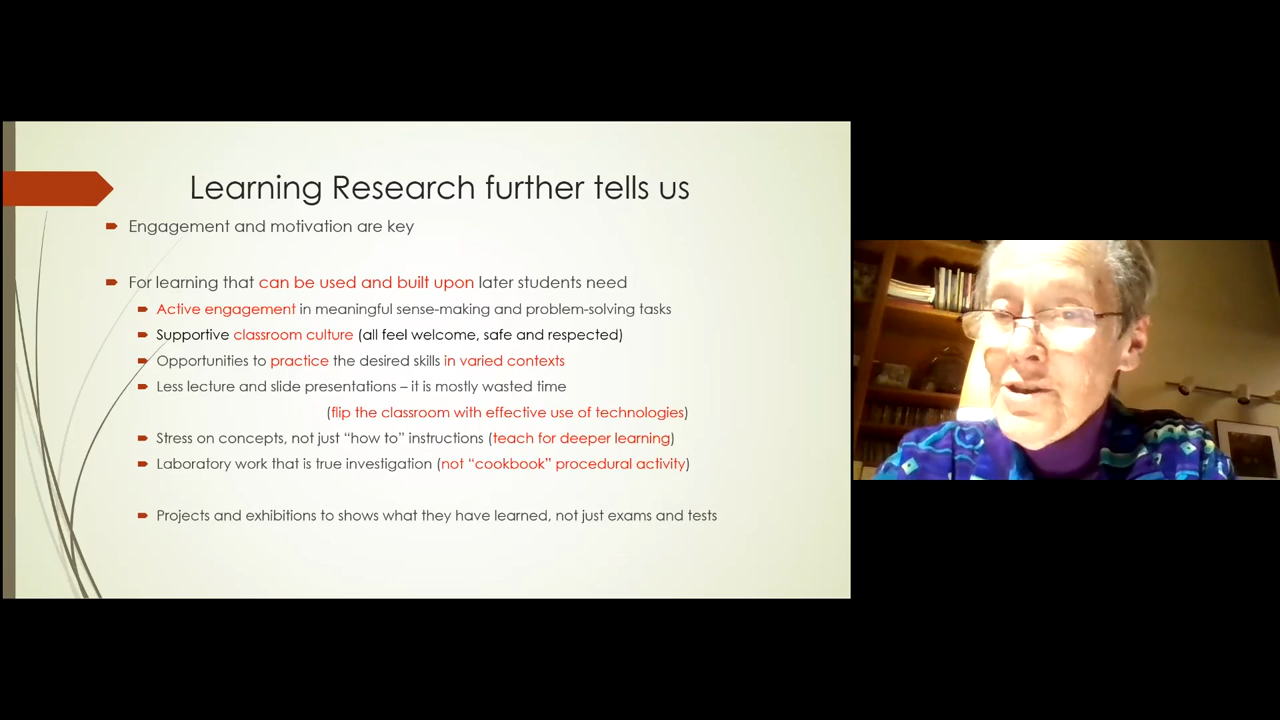 Learning Research further tells us
Engagement and motivation are key
For learning that can be used and built upon later students need
Active engagement in meaningful sense-making and problem-solving tasks
Supportive classroom culture (all feel welcome, safe and respected)
Opportunities to practice the desired skills in varied contexts
Less lecture and slide presentations – it is mostly wasted time
(flip the classroom with effective use of technologies)
Stress on concepts, not just “how to” instructions (teach for deeper learning)
Laboratory work that is true investigation (not “cookbook” procedural activity)
Projects and exhibitions to shows what they have learned, not just exams and tests